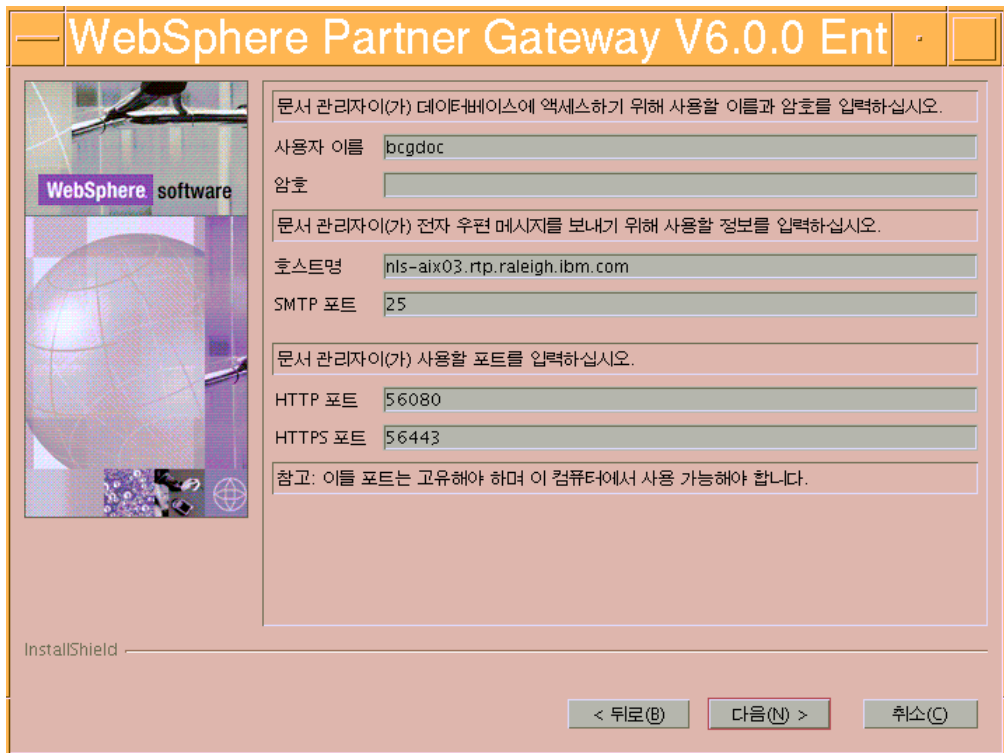 WebSphere Partner Gateway V6.0.0 Ent
WebSphere software
문서 관리자이(가) 데이터베이스에 액세스하기 위해 사용할 이름과 암호를 입력하십시오.
사용자 이름 bcgdoc
암호
문서 관리자이(가) 전자 우편 메시지를 보내기 위해 사용할 정보를 입력하십시오.
호스트명 nls-aix03.rtp.raleigh.ibm.com
SMTP 포트 25
문서 관리자이(가) 사용할 포트를 입력하십시오.
HTTP 포트 56080
HTTPS 포트 56443
참고: 이들 포트는 고유해야 하며 이 컴퓨터에서 사용 가능해야 합니다.
InstallShield
< 뒤로(B) 다음(N) > 취소(C)